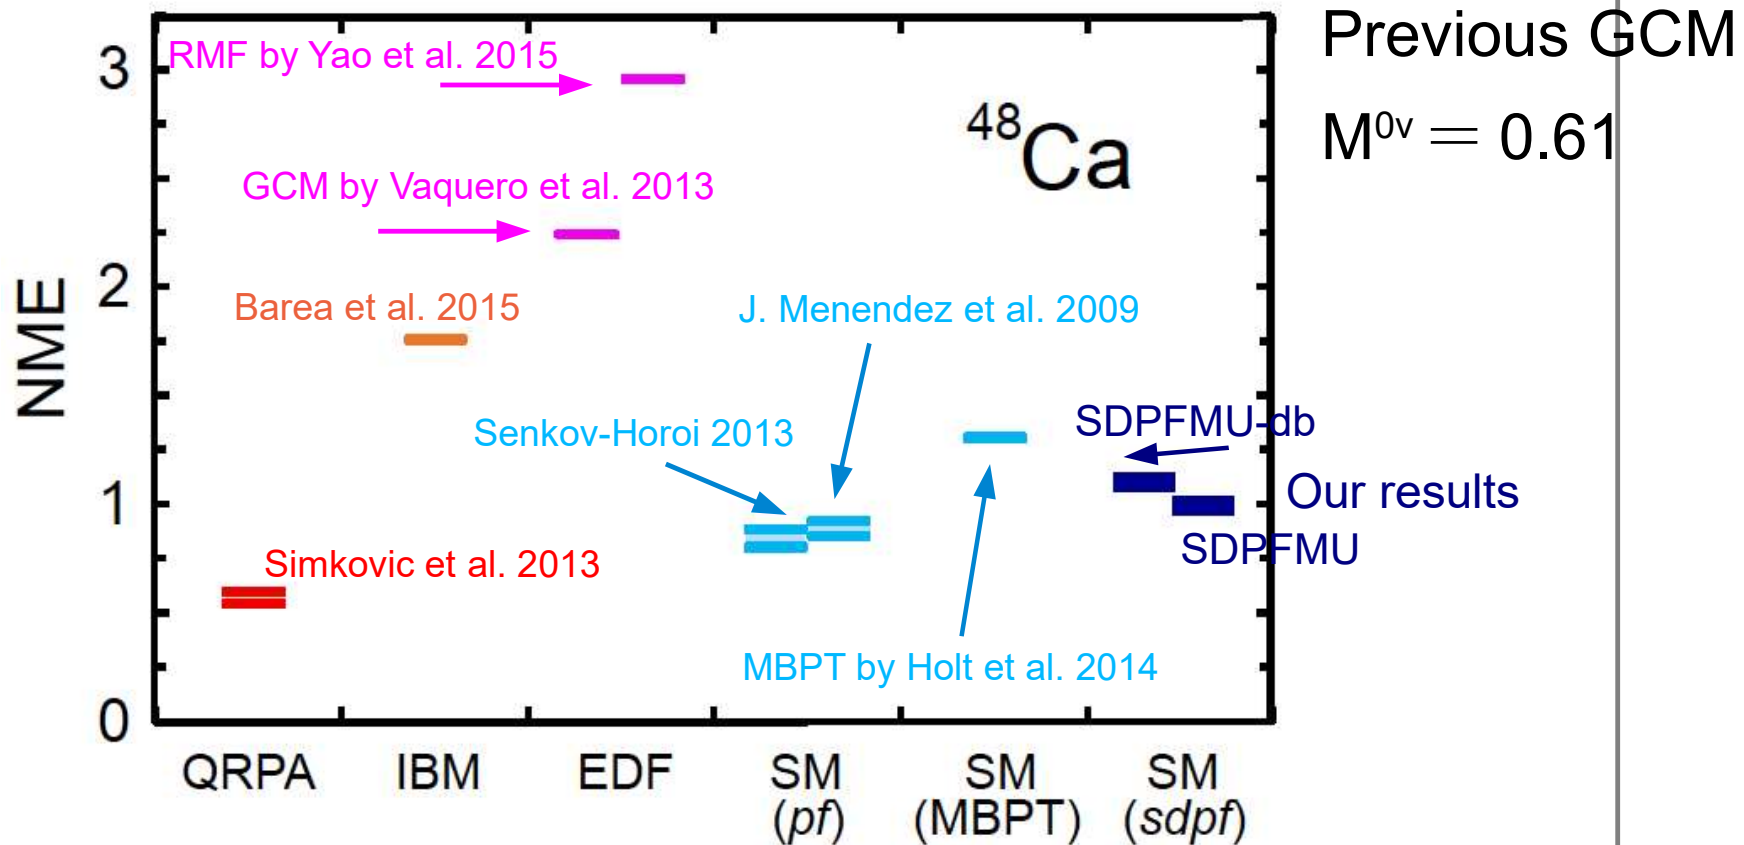 Previous GCM
M0v = 0.61
3
RMF by Yao et al. 2015
48Ca
GCM by Vaquero et al. 2013
2
Barea et al. 2015
J. Menendez et al. 2009
NME
Senkov-Horoi 2013
SDPFMU-db
1
Our results
SDPFMU
Simkovic et al. 2013
MBPT by Holt et al. 2014
0
QRPA
IBM
EDF
SM
(pf)
SM
(MBPT)
SM
(sdpf)